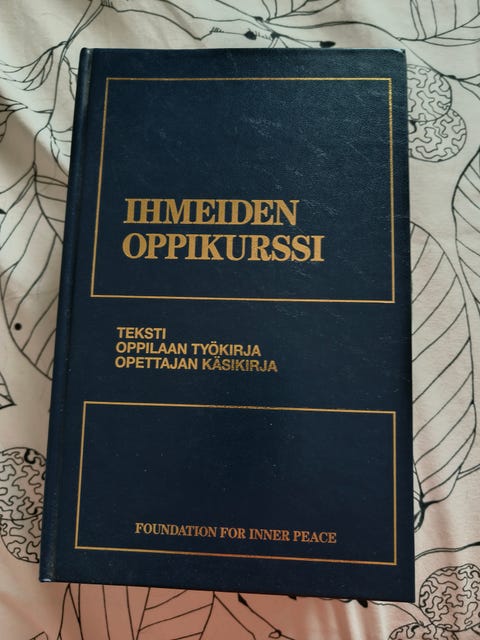 IHMEIDEN
OPPIKURSSI
TEKSTI
OPPILAAN TYÖKIRJA
OPETTAJAN KÄSIKIRJA
FOUNDATION FOR INNER PEACE